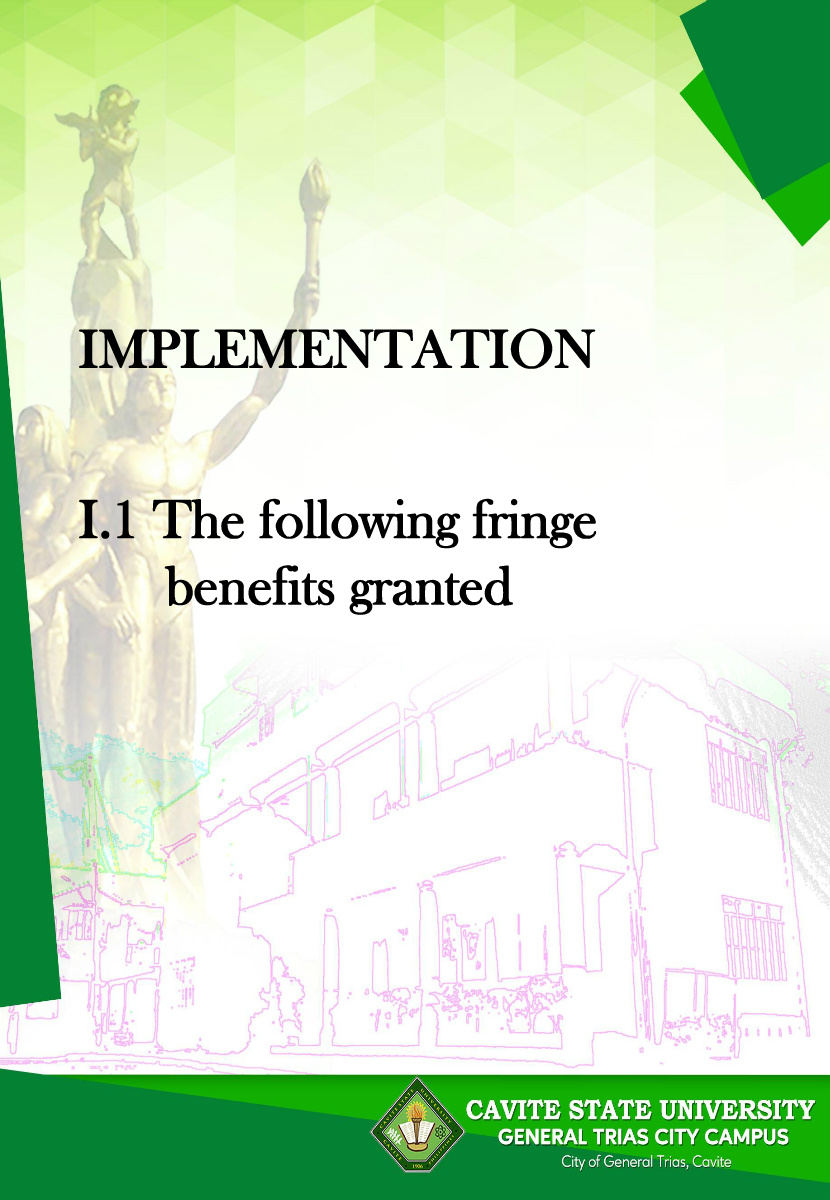 IMPLEMENTATION
I.1 The following fringe
benefits granted
CAVITE STATE UNIVERSITY
GENERAL TRIAS CITY CAMPUS
City of General Trias, Cavite
1906